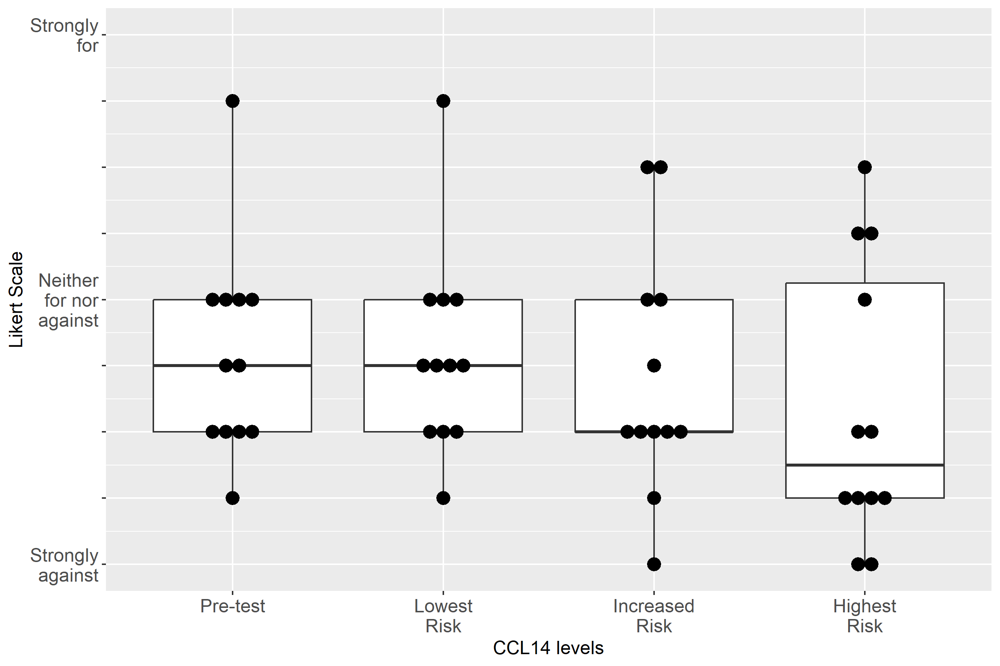 Strongly
for
Neither
for nor
against
Strongly
against
Likert Scale
Pre-test
Lowest
Risk
Increased
Risk
Highest
Risk
CCL14 levels